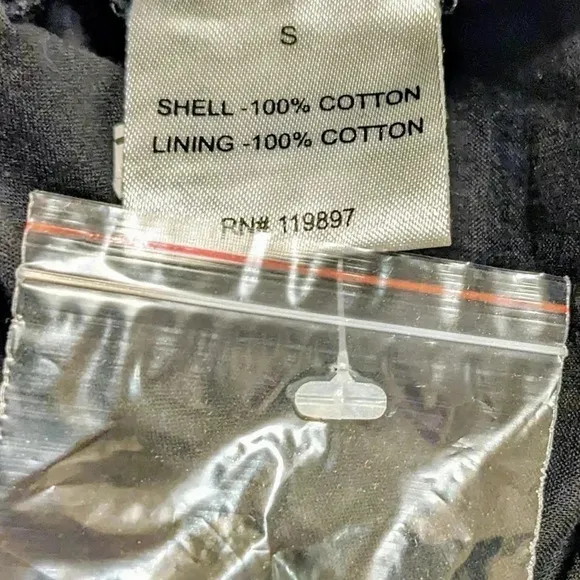 S
SHELL -100% COTTON
LINING -100% COTTON
RN# 119897